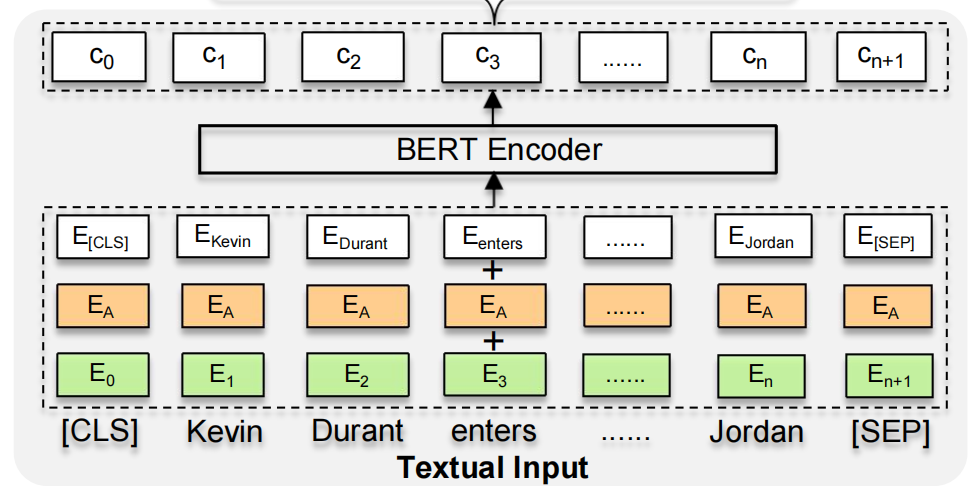 c0 c1 c2 c3 ...... cn cn+1
BERT Encoder
E[CLS] EKevin EDurant Eenters ...... EJordan E[SEP]
+
EA EA EA EA ...... EA EA
+
E0 E1 E2 E3 ...... En En+1
[CLS] Kevin Durant enters ...... Jordan [SEP]
Textual Input